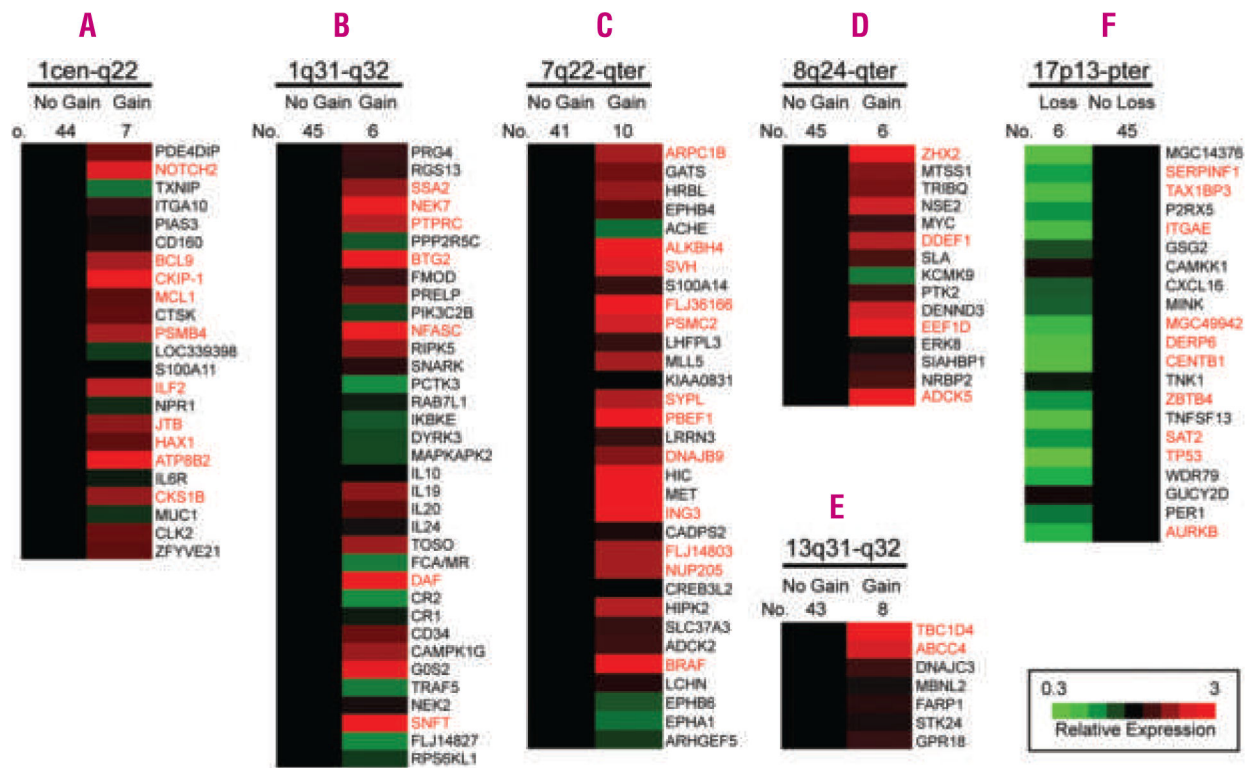 A
1cen-q22
No Gain Gain
o. 44 7
PDE4DIP
NOTCH2
TXNIP
ITGA10
PIAS3
CD160
BCL9
CKIP-1
MCL1
CTSK
PSMB4
LOC339398
S100A11
ILF2
NPR1
JTB
HAX1
ATP8B2
IL6R
CKS1B
MUC1
CLK2
ZFYVE21
B
1q31-q32
No Gain Gain
No. 45 6
PRG4
RGS13
SSA2
NEK7
PTPRC
PPP2R5C
BTG2
FMOD
PRELP
PIK3C2B
NFASC
RIPK5
SNARK
PCTK3
RAB7L1
IKBKE
DYRK3
MAPKAPK2
IL10
IL19
IL20
IL24
TOSO
FCA/MR
DAF
CR2
CR1
CD34
CAMPK1G
G0S2
TRAF5
NEK2
SNFT
FLJ14827
RPS6KL1
C
7q22-qter
No Gain Gain
No. 41 10
ARPC1B
GATS
HRBL
EPHB4
ACHE
ALKBH4
SVH
S100A14
FLJ36166
PSMC2
LHFPL3
MLL5
KIAA0831
SYPL
PBEF1
LRRN3
DNAJB9
HIC
MET
ING3
CADPS2
FLJ14803
NUP205
CREB3L2
HIPK2
SLC37A3
ADCK2
BRAF
LCHN
EPHB6
EPHA1
ARHGEF5
D
8q24-qter
No Gain Gain
No. 45 6
ZHX2
MTSS1
TRIBQ
NSE2
MYC
DDEF1
SLA
KCMK9
PTK2
DENND3
EEF1D
ERK8
SIAHBP1
NRBP2
ADCK5
E
13q31-q32
No Gain Gain
No. 43 8
TBC1D4
ABCC4
DNAJC3
MBNL2
FARP1
STK24
GPR18
F
17p13-pter
Loss No Loss
No. 6 45
MGC14376
SERPINF1
TAX1BP3
P2RX5
ITGAE
GSG2
CAMKK1
CXCL16
MINK
MGC49942
DERP6
CENTB1
TNK1
ZBTB4
TNFSF13
SAT2
TP53
WDR79
GUCY2D
PER1
AURKB
0.3 3
Relative Expression